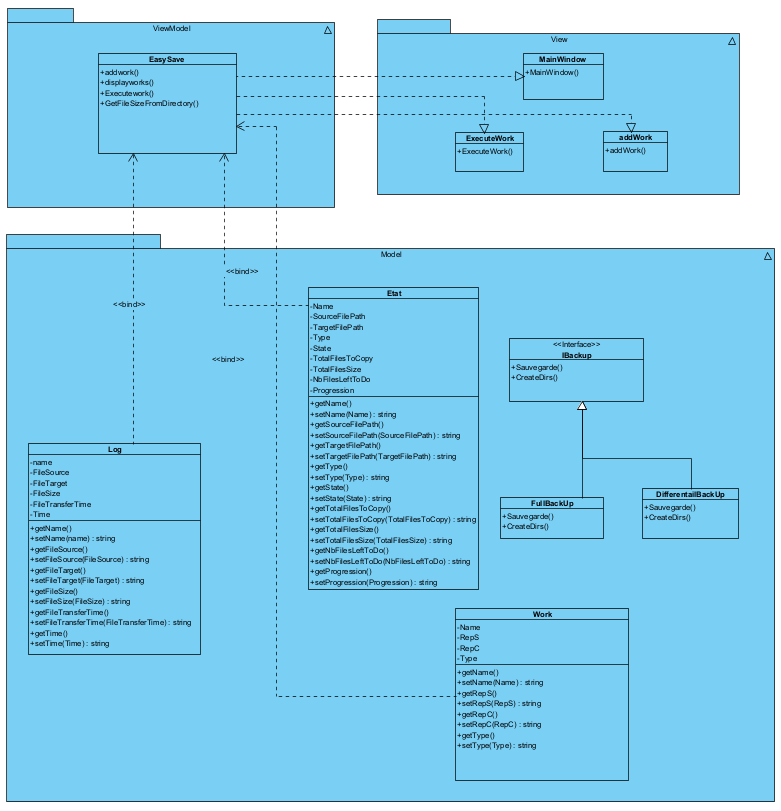 ViewModel
EasySave
+addwork()
+displayworks()
+Executework()
+GetFileSizeFromDirectory()
View
MainWindow
+MainWindow()
ExecuteWork
+ExecuteWork()
addWork
+addWork()
Model
<<bind>>
<<bind>>
<<bind>>
Etat
-Name
-SourceFilePath
-TargetFilePath
-Type
-State
-TotalFilesToCopy
-TotalFilesSize
-NbFilesLeftToDo
-Progression
+getName()
+setName(Name) : string
+getSourceFilePath()
+setSourceFilePath(SourceFilePath) : string
+getTargetFilePath()
+setTargetFilePath(TargetFilePath) : string
+getType()
+setType(Type) : string
+getState()
+setState(State) : string
+getTotalFilesToCopy()
+setTotalFilesToCopy(TotalFilesToCopy) : string
+getTotalFilesSize()
+setTotalFilesSize(TotalFilesSize) : string
+getNbFilesLeftToDo()
+setNbFilesLeftToDo(NbFilesLeftToDo) : string
+getProgression()
+setProgression(Progression) : string
<<Interface>>
IBackup
+Sauvegarde()
+CreateDirs()
FullBackUp
+Sauvegarde()
+CreateDirs()
DifferentailBackUp
+Sauvegarde()
+CreateDirs()
Log
-name
-FileSource
-FileTarget
-FileSize
-FileTransferTime
-Time
+getName()
+setName(name) : string
+getFileSource()
+setFileSource(FileSource) : string
+getFileTarget()
+setFileTarget(FileTarget) : string
+getFileSize()
+setFileSize(FileSize) : string
+getFileTransferTime()
+setFileTransferTime(FileTransferTime) : string
+getTime()
+setTime(Time) : string
Work
-Name
-RepS
-RepC
-Type
+getName()
+setName(Name) : string
+getRepS()
+setRepS(RepS) : string
+getRepC()
+setRepC(RepC) : string
+getType()
+setType(Type) : string